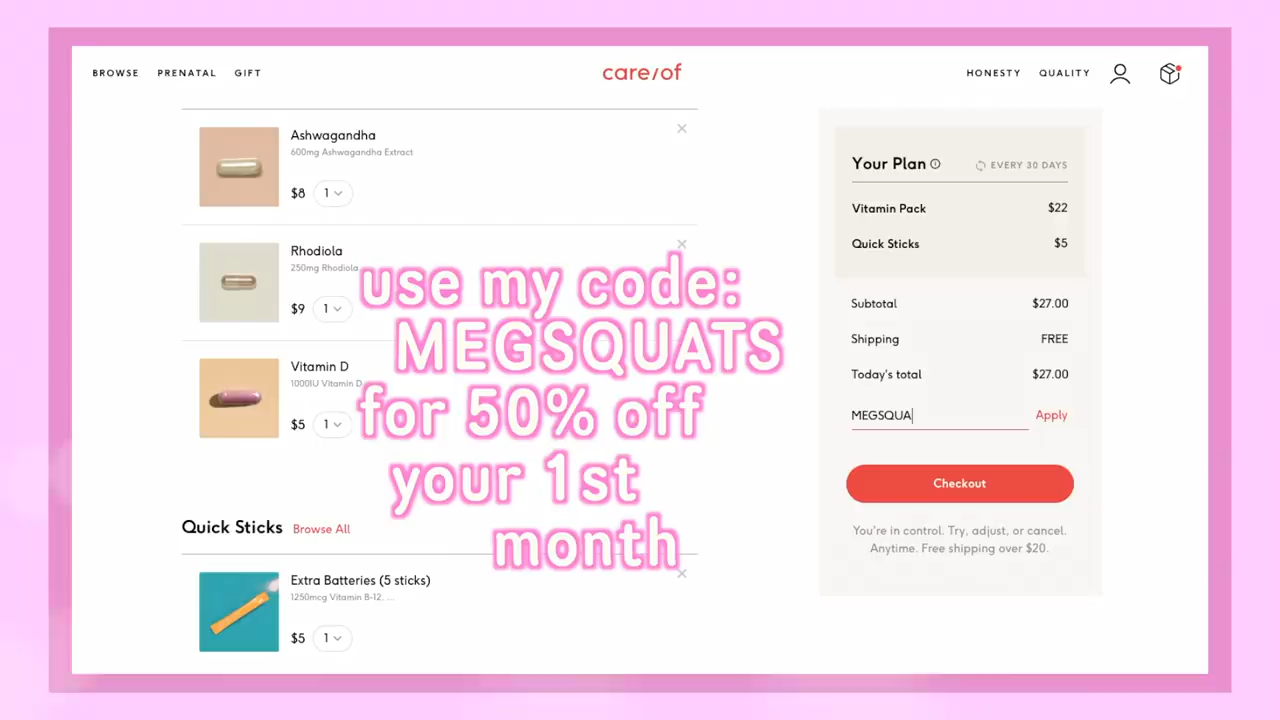 BROWSE PRENATAL GIFT care/of HONESTY QUALITY
Ashwagandha
600mg Ashwagandha Extract
$8 1
Rhodiola
250mg Rhodiola
$9 1
Vitamin D
1000IU Vitamin D
$5 1
Quick Sticks Browse All
Extra Batteries (5 sticks)
1250mcg Vitamin B-12, ...
$5 1
use my code:
MEGSQUATS
for 50% off
your 1st
month
Your Plan EVERY 30 DAYS
Vitamin Pack $22
Quick Sticks $5
Subtotal $27.00
Shipping FREE
Today's total $27.00
MEGSQUA Apply
Checkout
You're in control. Try, adjust, or cancel.
Anytime. Free shipping over $20.